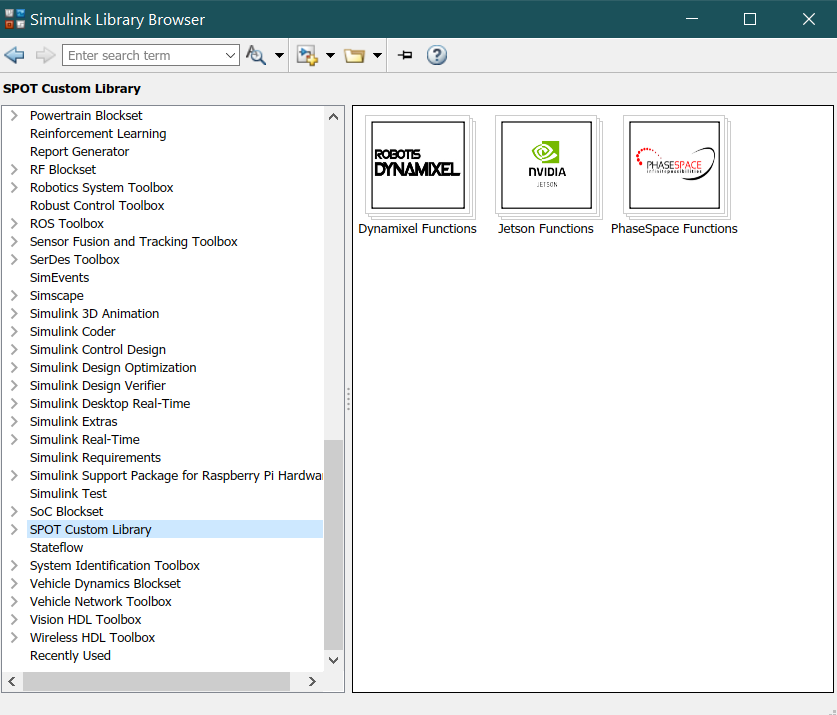 Simulink Library Browser
Enter search term
SPOT Custom Library
Powertrain Blockset
Reinforcement Learning
Report Generator
RF Blockset
Robotics System Toolbox
Robust Control Toolbox
ROS Toolbox
Sensor Fusion and Tracking Toolbox
SerDes Toolbox
SimEvents
Simscape
Simulink 3D Animation
Simulink Coder
Simulink Control Design
Simulink Design Optimization
Simulink Design Verifier
Simulink Desktop Real-Time
Simulink Extras
Simulink Real-Time
Simulink Requirements
Simulink Support Package for Raspberry Pi Hardwa
Simulink Test
SoC Blockset
SPOT Custom Library
Stateflow
System Identification Toolbox
Vehicle Dynamics Blockset
Vehicle Network Toolbox
Vision HDL Toolbox
Wireless HDL Toolbox
Recently Used
ROBOTIS
DYNAMIXEL
Dynamixel Functions
NVIDIA
JETSON
Jetson Functions
PHASESPACE
infinitepossibilities
PhaseSpace Functions